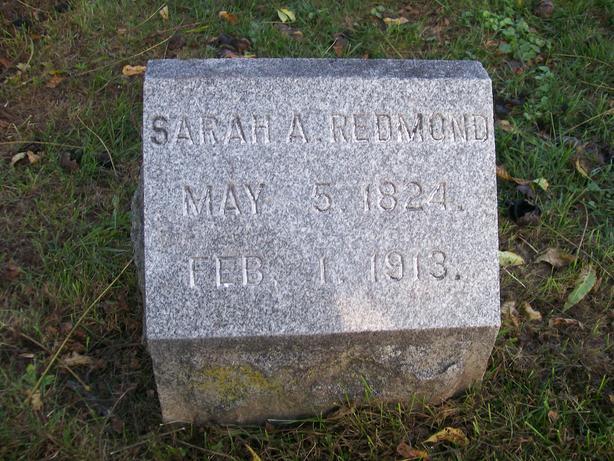 SARAH A. REDMOND
MAY 5. 1824.
FEB. 1. 1913.